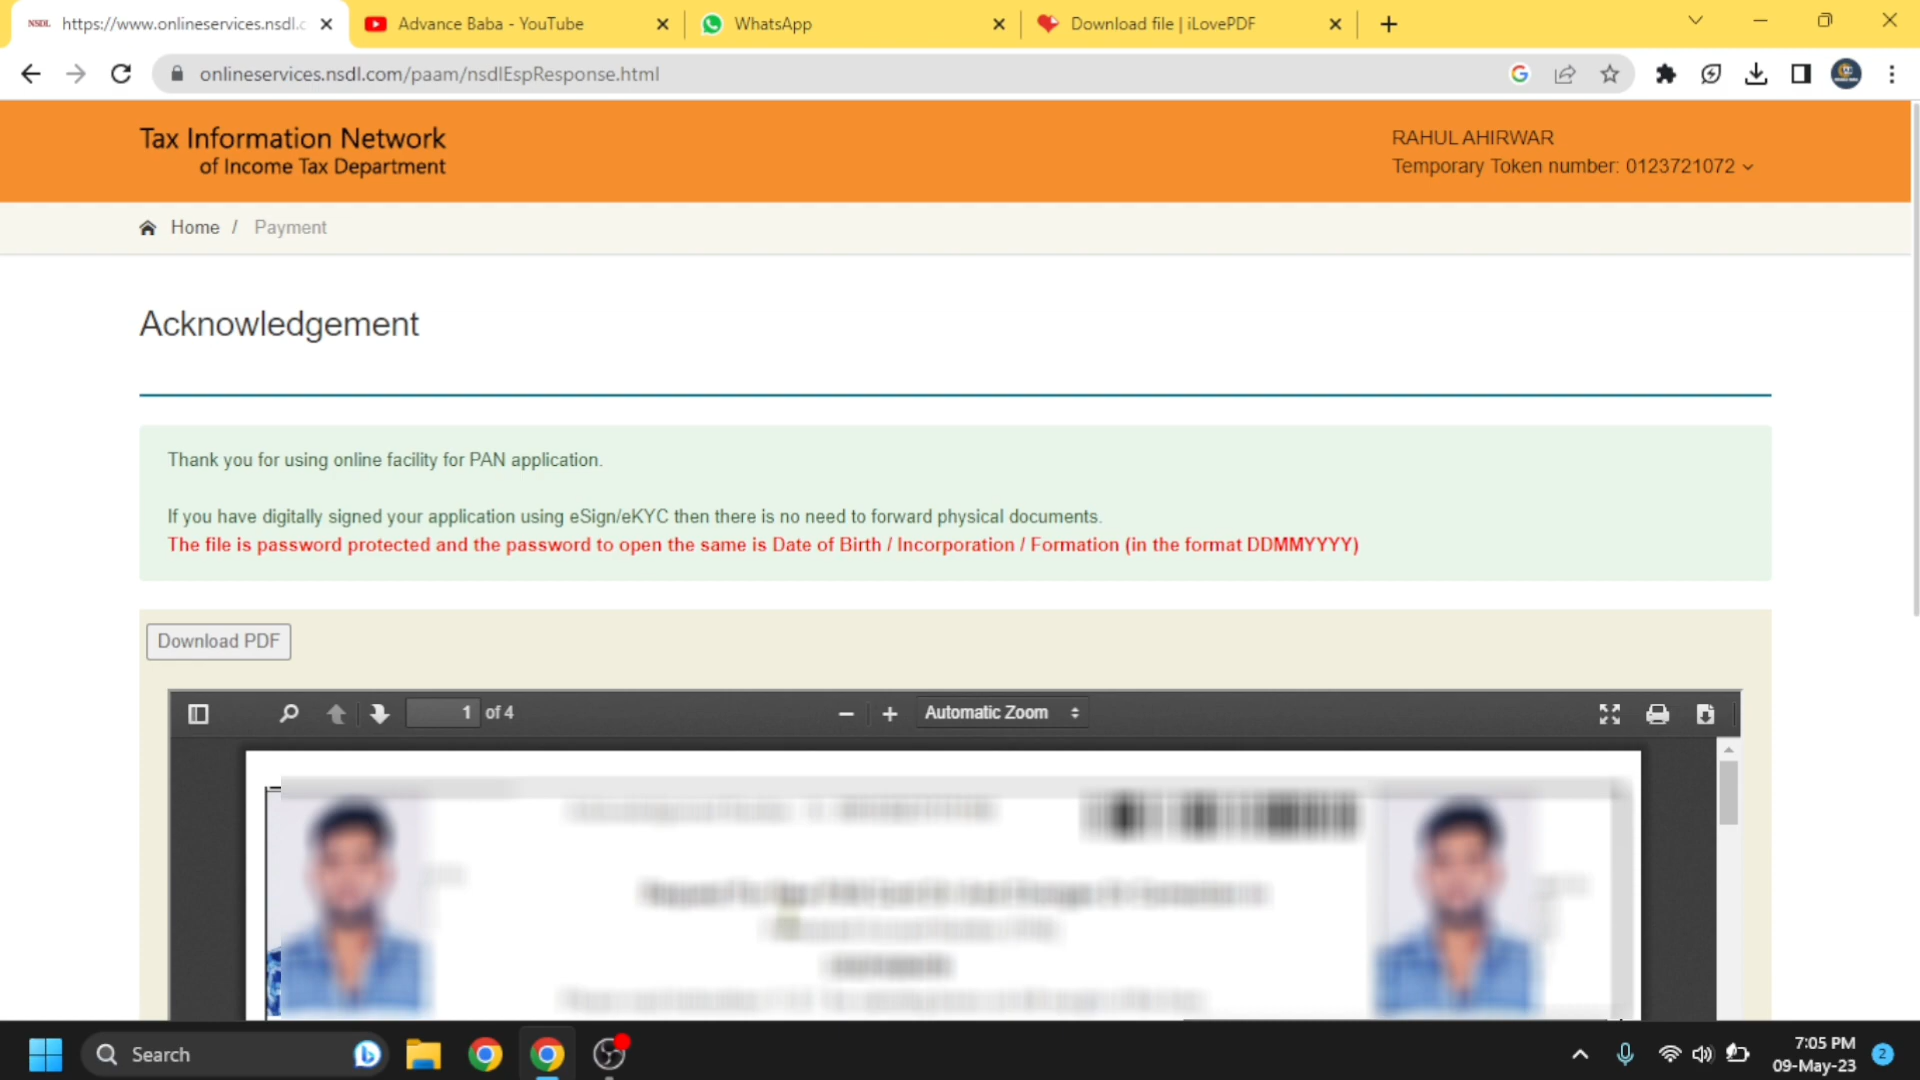 NSDL https://www.onlineservices.nsdl.c
Advance Baba - YouTube
WhatsApp
Download file | iLovePDF
onlineservices.nsdl.com/paam/nsdlEspResponse.html
Tax Information Network
of Income Tax Department
RAHUL AHIRWAR
Temporary Token number: 0123721072
Home / Payment
Acknowledgement
Thank you for using online facility for PAN application.
If you have digitally signed your application using eSign/eKYC then there is no need to forward physical documents.
The file is password protected and the password to open the same is Date of Birth / Incorporation / Formation (in the format DDMMYYYY)
Download PDF
1 of 4
Automatic Zoom
Search
7:05 PM
09-May-23
2